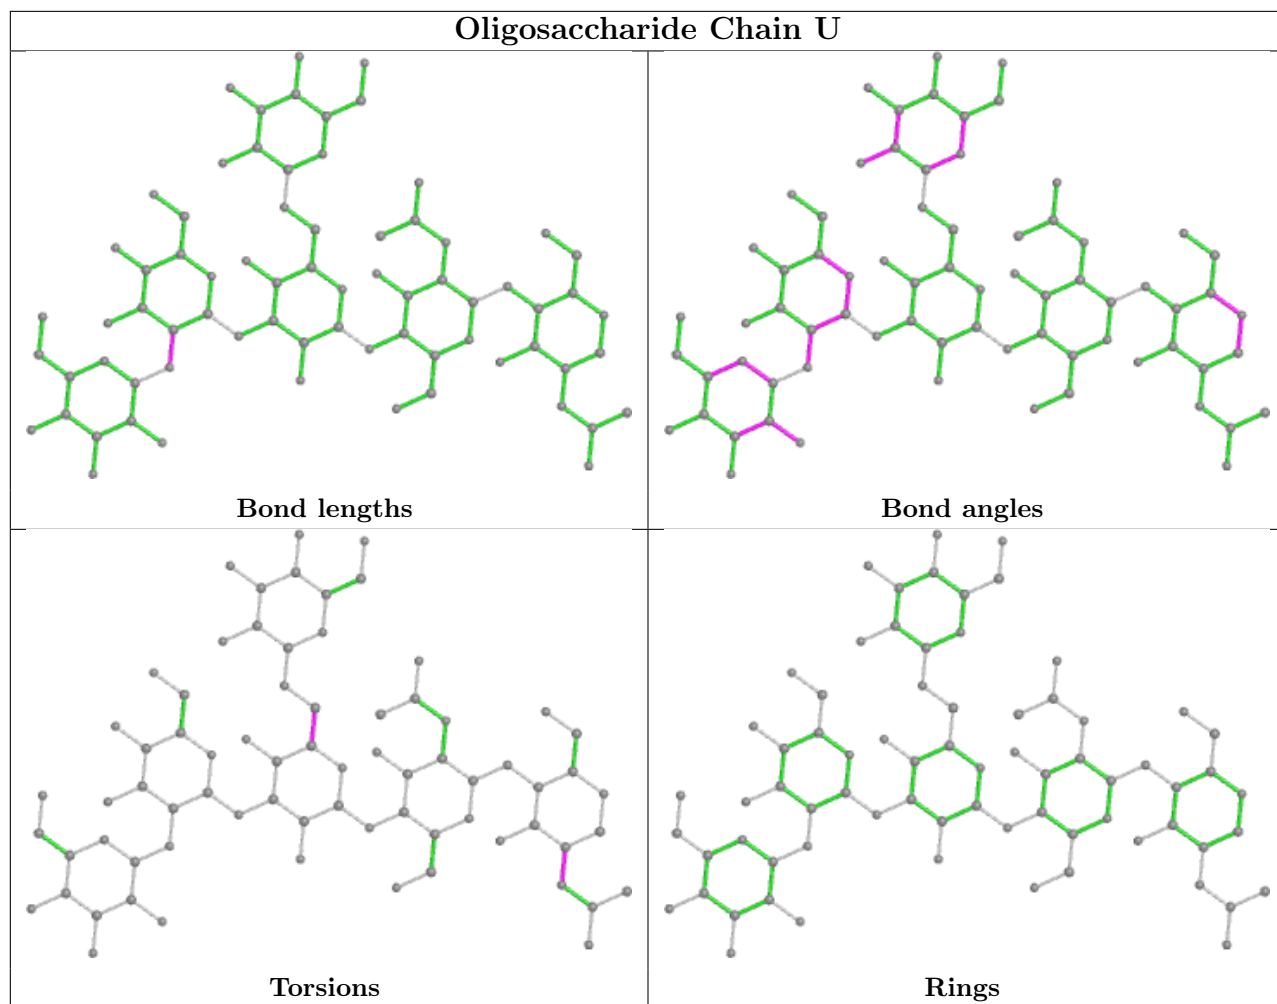 Oligosaccharide Chain U
Bond lengths
Bond angles
Torsions
Rings